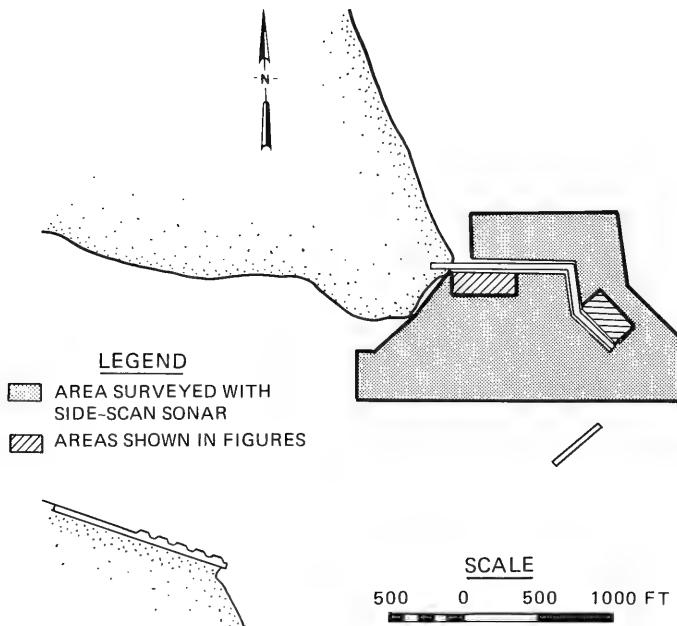 N
LEGEND
AREA SURVEYED WITH
SIDE-SCAN SONAR
AREAS SHOWN IN FIGURES
SCALE
500 0 500 1000 FT